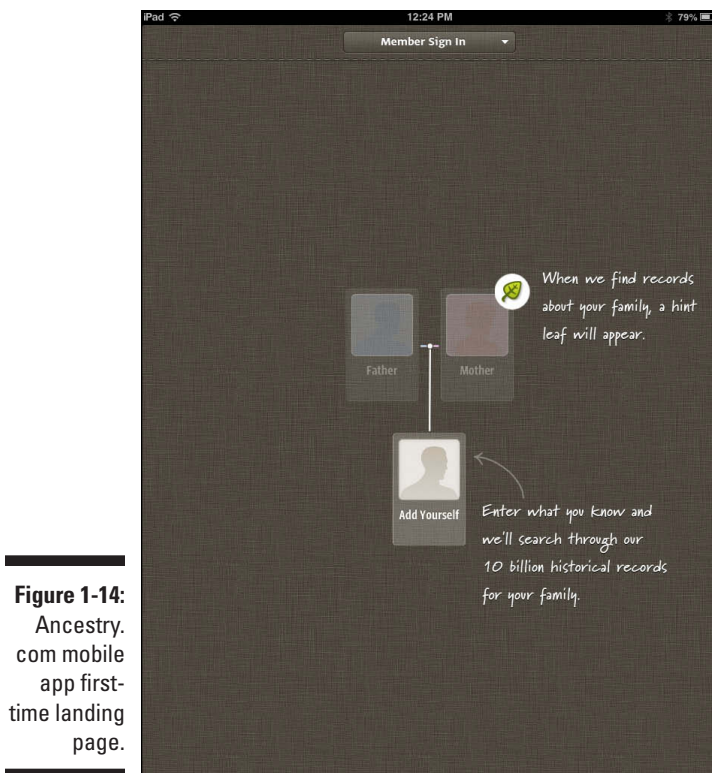 iPad
12:24 PM
79%
Member Sign In
When we find records
about your family, a hint
leaf will appear.
Father
Mother
Add Yourself
Enter what you know and
we'll search through our
10 billion historical records
for your family.
Figure 1-14:
Ancestry.
com mobile
app first-
time landing
page.